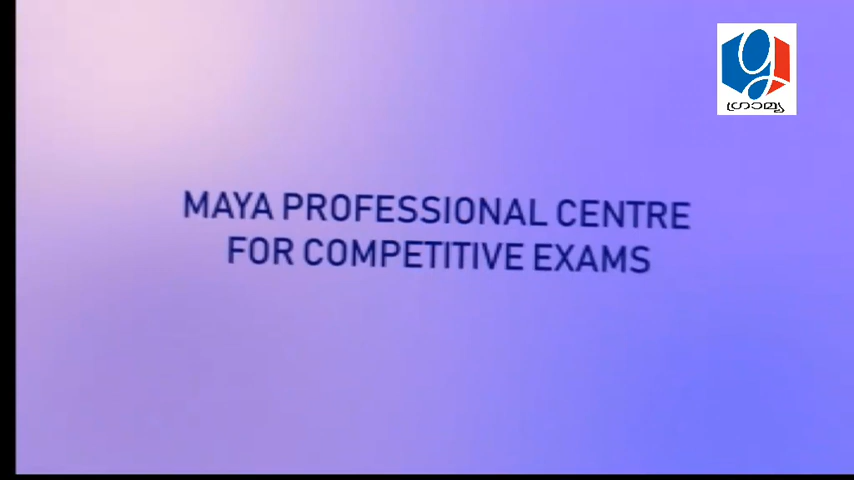 ഗ്രാമ്യ
MAYA PROFESSIONAL CENTRE
FOR COMPETITIVE EXAMS